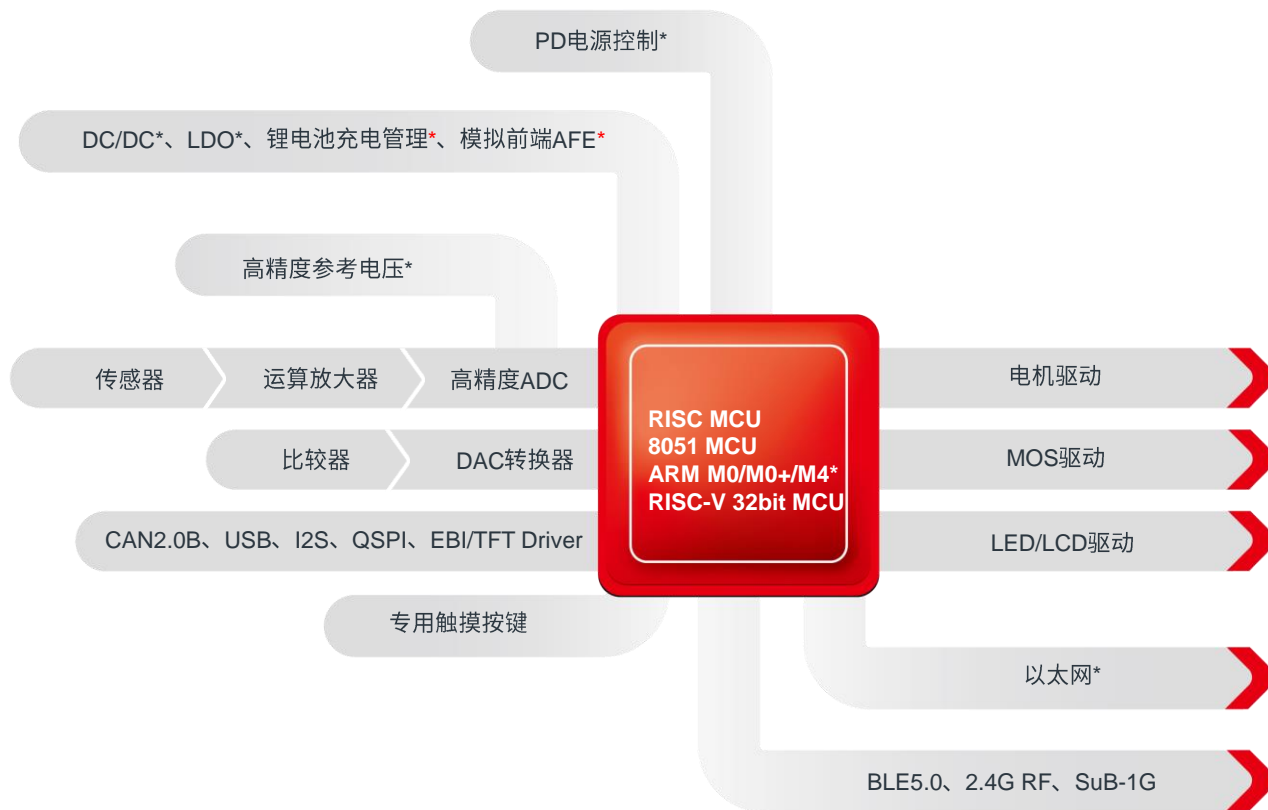 PD电源控制*
DC/DC*、LDO*、锂电池充电管理*、模拟前端AFE*
高精度参考电压*
传感器
运算放大器
高精度ADC
电机驱动
RISC MCU
8051 MCU
ARM M0/M0+/M4*
RISC-V 32bit MCU
比较器
DAC转换器
MOS驱动
CAN2.0B、USB、I2S、QSPI、EBI/TFT Driver
LED/LCD驱动
专用触摸按键
以太网*
BLE5.0、2.4G RF、SuB-1G